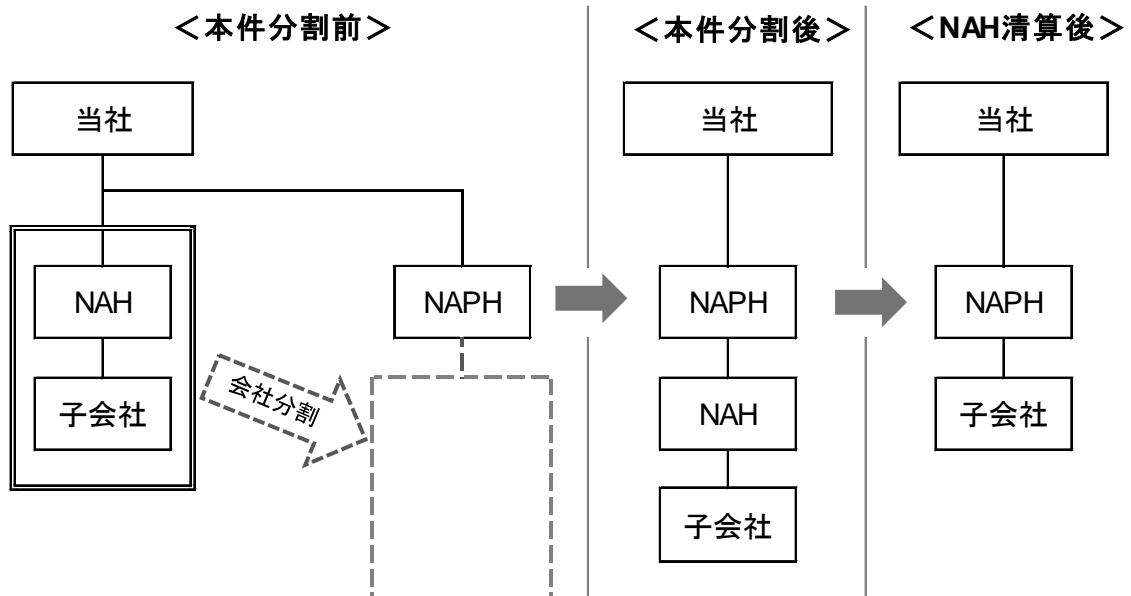 ＜本件分割前＞
当社
NAH
子会社
NAPH
会社分割
＜本件分割後＞
当社
NAPH
NAH
子会社
＜NAH清算後＞
当社
NAPH
子会社